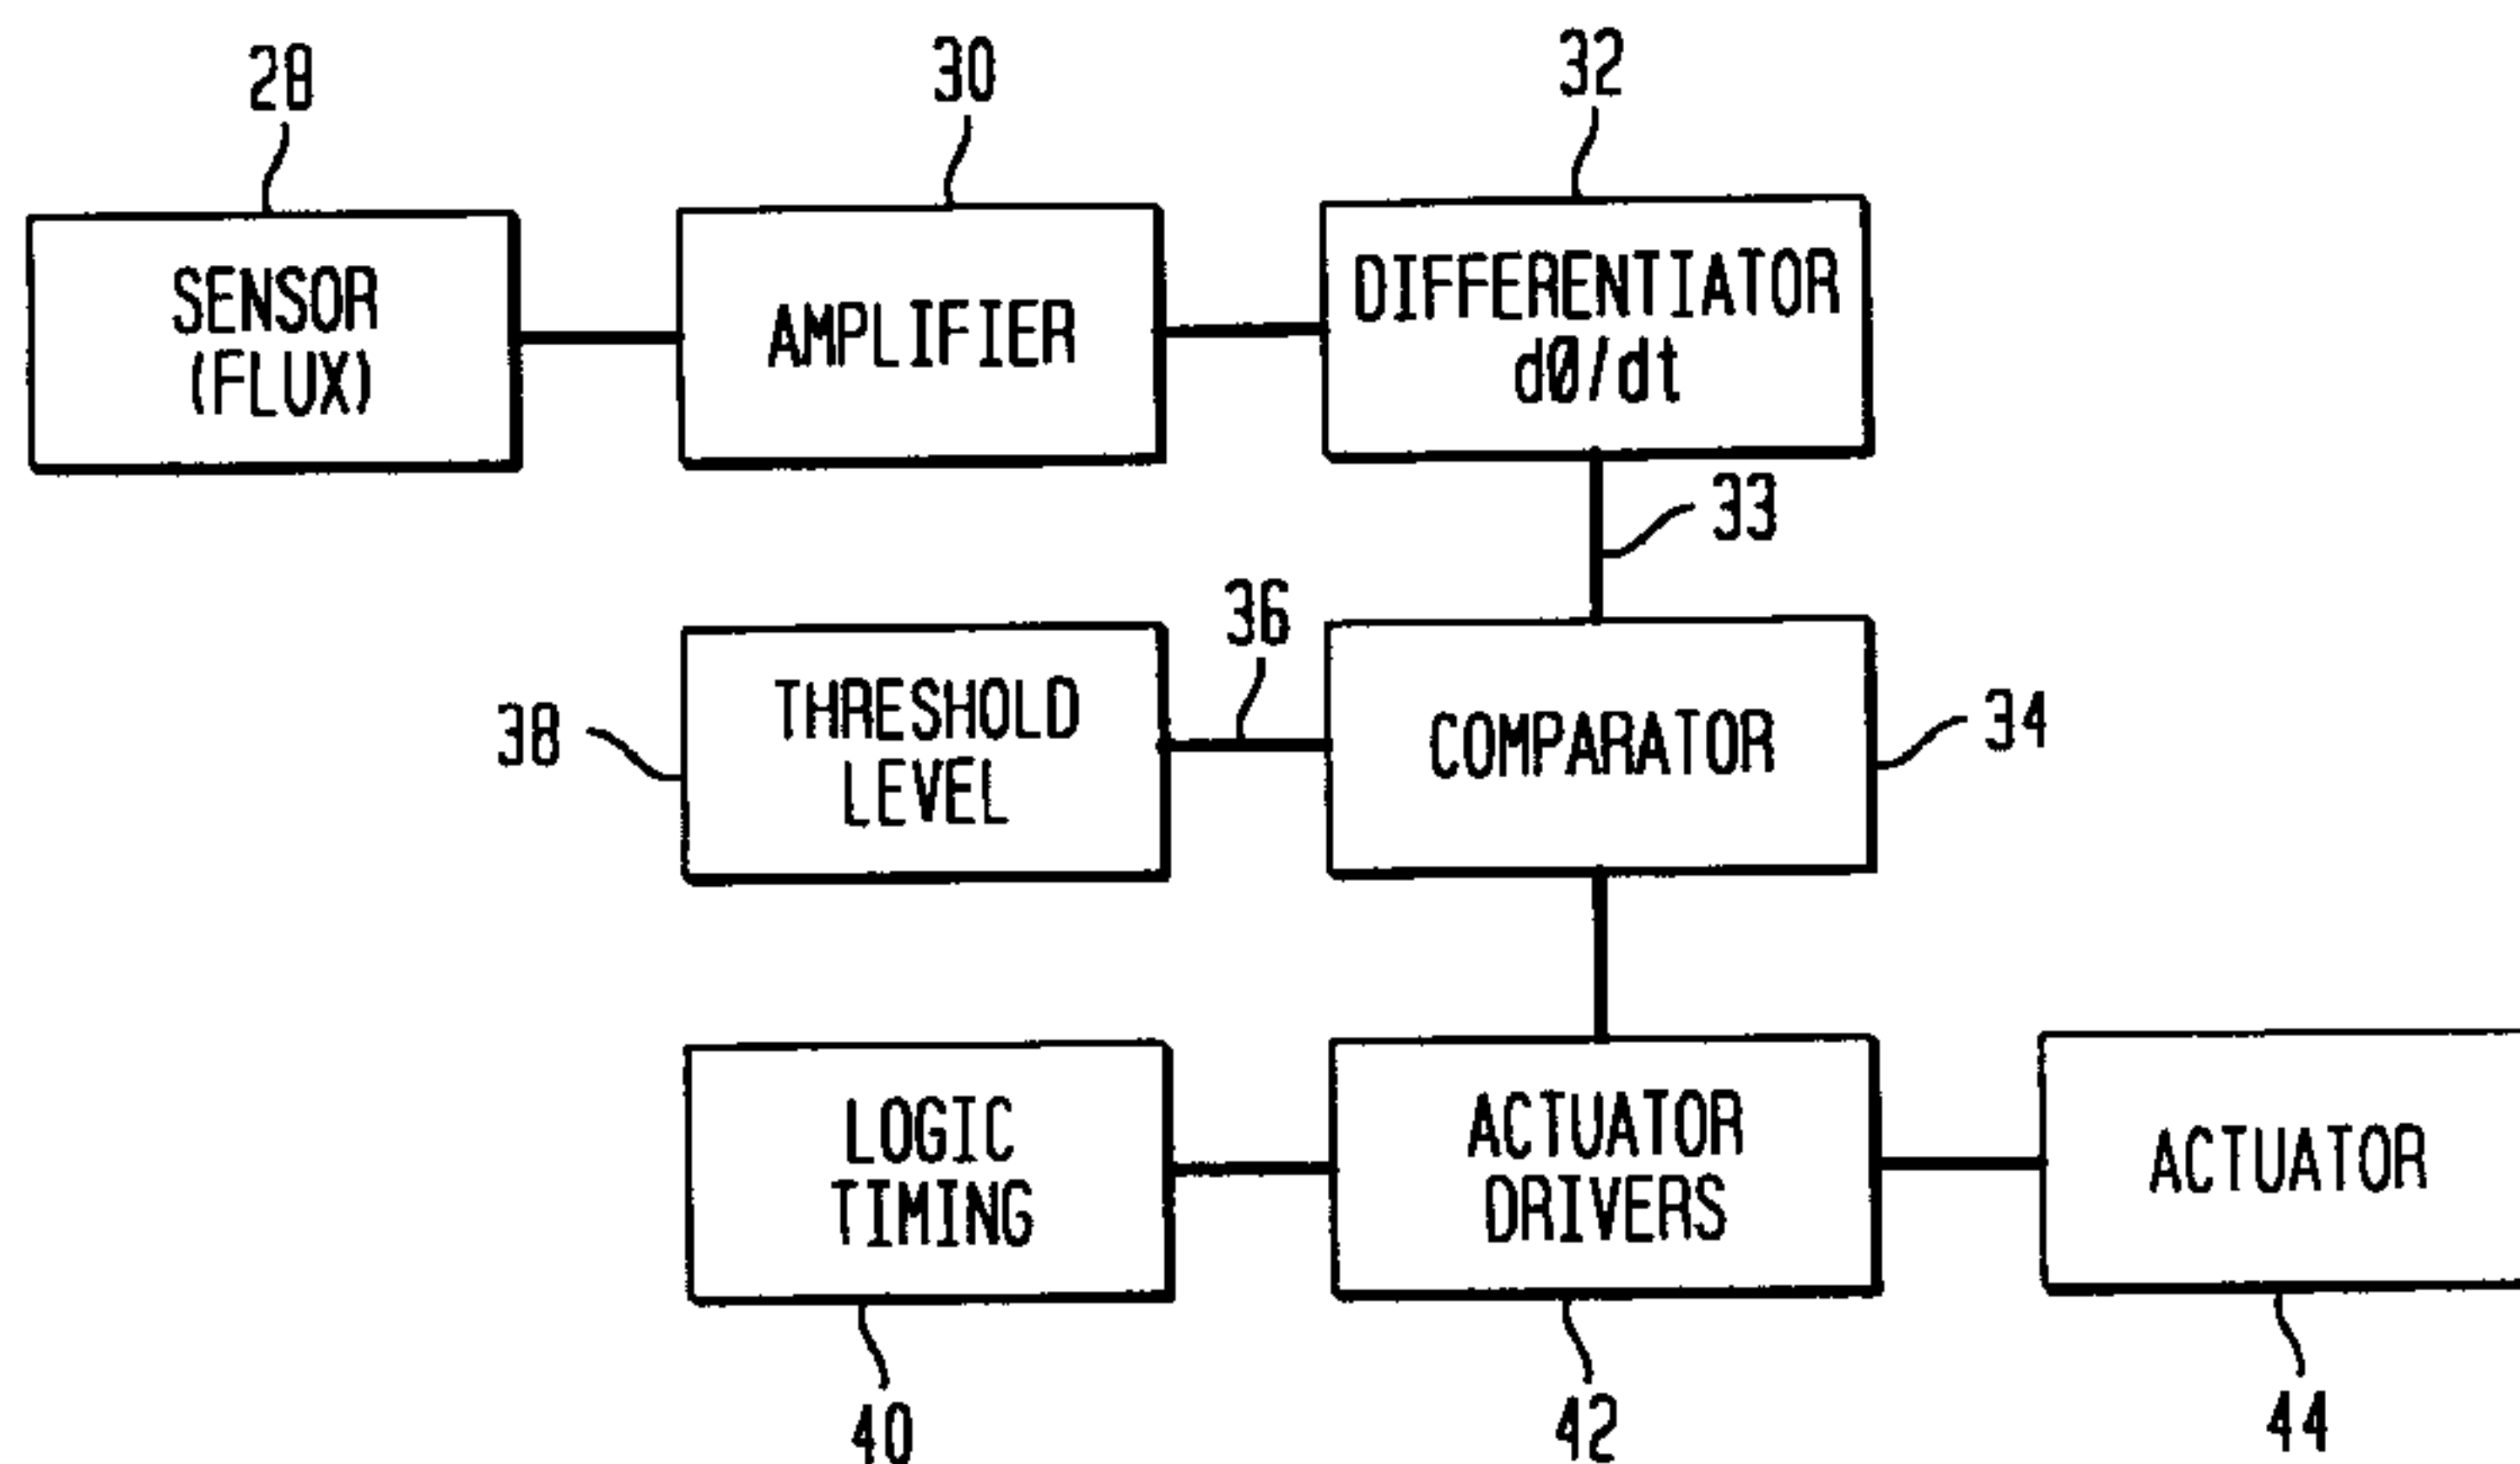 28
30
32
SENSOR
(FLUX)
AMPLIFIER
DIFFERENTIATOR
dØ/dt
33
36
38
THRESHOLD
LEVEL
COMPARATOR
34
LOGIC
TIMING
ACTUATOR
DRIVERS
ACTUATOR
40
42
44